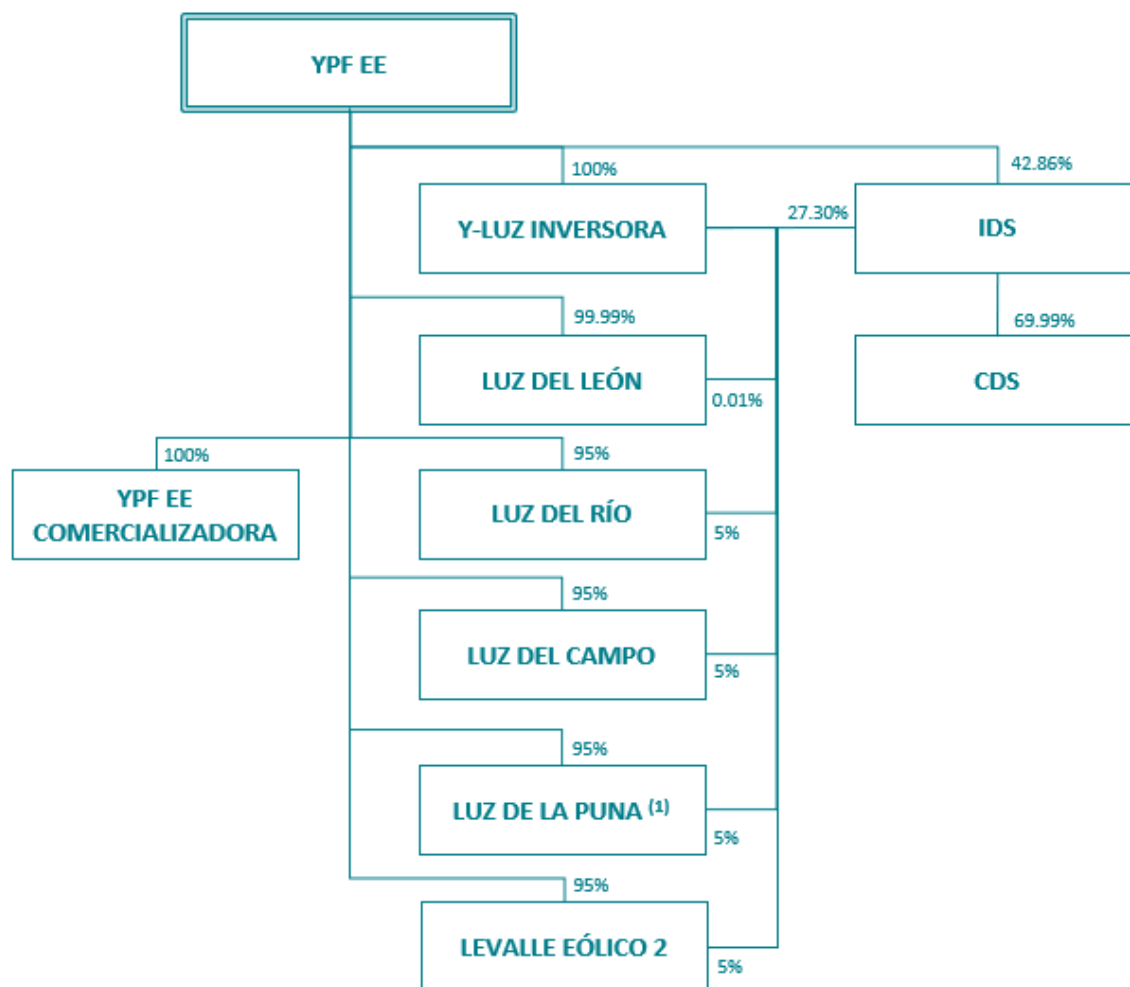 YPF EE
42.86%
100%
27.30%
Y-LUZ INVERSORA
IDS
99.99%
69.99%
LUZ DEL LEÓN
CDS
0.01%
100%
95%
YPF EE
COMERCIALIZADORA
LUZ DEL RÍO
5%
95%
LUZ DEL CAMPO
5%
95%
LUZ DE LA PUNA (1)
5%
95%
LEVALLE EÓLICO 2
5%